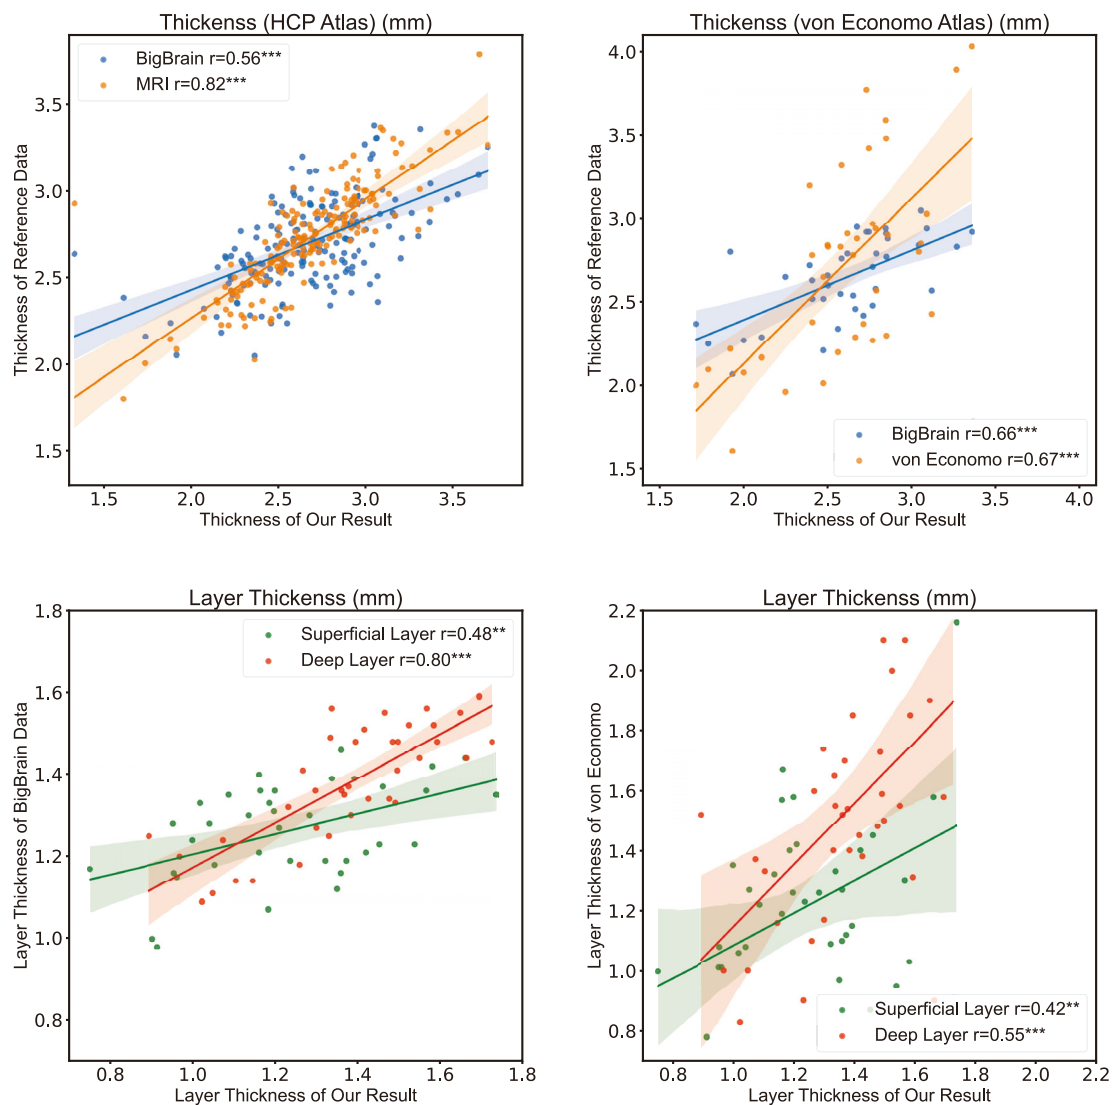 Thickenss (HCP Atlas) (mm)
BigBrain r=0.56***
MRI r=0.82***
Thickness of Reference Data
3.5
3.0
2.5
2.0
1.5
1.5 2.0 2.5 3.0 3.5
Thickness of Our Result
Thickenss (von Economo Atlas) (mm)
Thickness of Reference Data
4.0
3.5
3.0
2.5
2.0
1.5
BigBrain r=0.66***
von Economo r=0.67***
1.5 2.0 2.5 3.0 3.5 4.0
Thickness of Our Result
Layer Thickenss (mm)
Superficial Layer r=0.48**
Deep Layer r=0.80***
Layer Thickness of BigBrain Data
1.8
1.6
1.4
1.2
1.0
0.8
0.8 1.0 1.2 1.4 1.6 1.8
Layer Thickness of Our Result
Layer Thickenss (mm)
Layer Thickness of von Economo
2.2
2.0
1.8
1.6
1.4
1.2
1.0
0.8
Superficial Layer r=0.42**
Deep Layer r=0.55***
0.8 1.0 1.2 1.4 1.6 1.8 2.0 2.2
Layer Thickness of Our Result